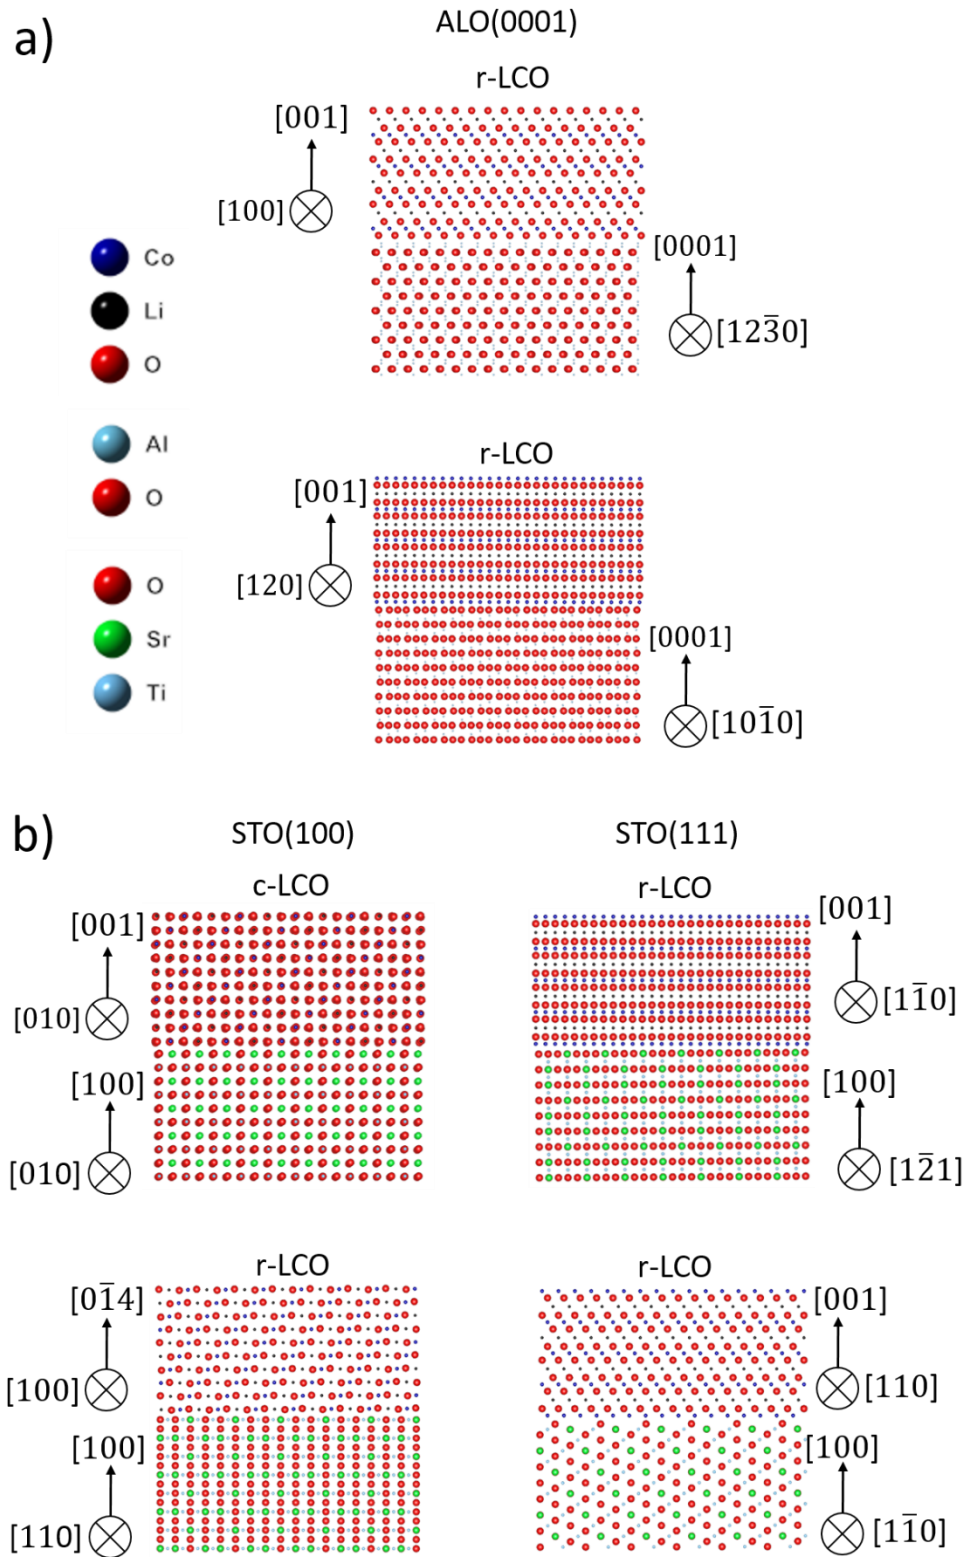 a)
ALO(0001)
r-LCO
[001]
[100]
[0001]
[123̅0]
Co
Li
O
Al
O
O
Sr
Ti
r-LCO
[001]
[120]
[0001]
[101̅0]
b)
STO(100)
STO(111)
c-LCO
r-LCO
[001]
[010]
[100]
[010]
[001]
[11̅0]
[100]
[12̅1]
r-LCO
r-LCO
[01̅4]
[100]
[100]
[110]
[001]
[110]
[100]
[11̅0]